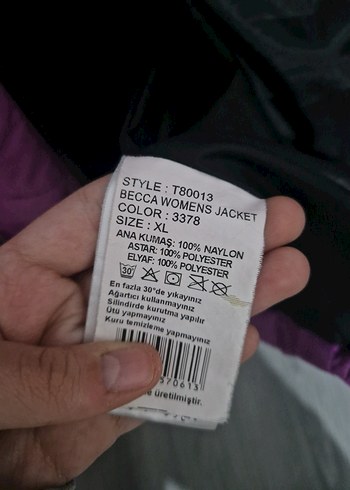 STYLE : T80013
BECCA WOMENS JACKET
COLOR : 3378
SIZE : XL
ANA KUMAŞ: 100% NAYLON
ASTAR: 100% POLYESTER
ELYAF: 100% POLYESTER
30°
En fazla 30°de yıkayınız
Ağartıcı kullanmayınız
Silindirde kurutma yapılır
Ütü yapmayınız
Kuru temizleme yapmayınız
70613
üretilmiştir.